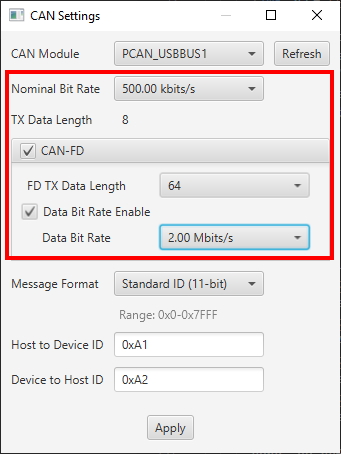 CAN Settings
CAN Module PCAN_USBBUS1 Refresh
Nominal Bit Rate 500.00 kbits/s
TX Data Length 8
CAN-FD
FD TX Data Length 64
Data Bit Rate Enable
Data Bit Rate 2.00 Mbits/s
Message Format Standard ID (11-bit)
Range: 0x0-0x7FFF
Host to Device ID 0xA1
Device to Host ID 0xA2
Apply